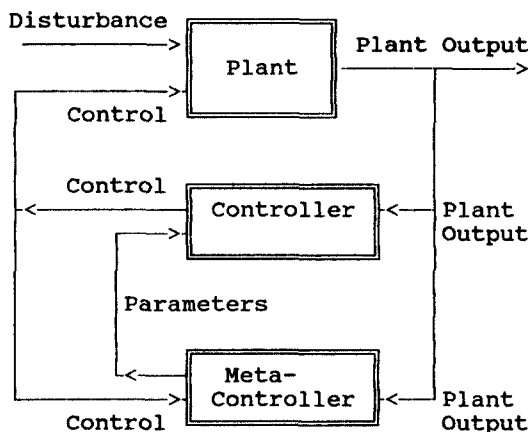 Disturbance
Plant Output
Plant
Control
Control
Controller
Plant
Output
Parameters
Meta-
Controller
Control
Plant
Output